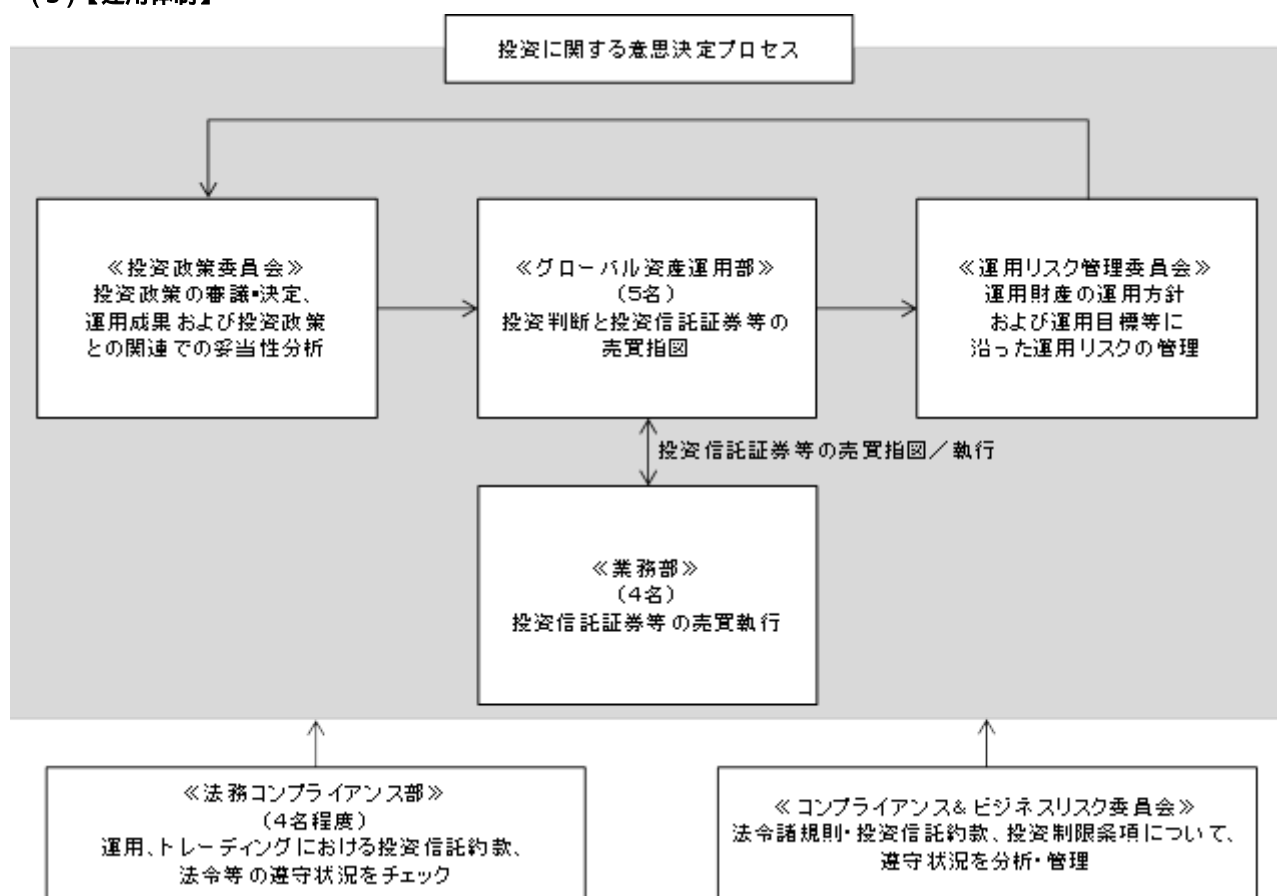 (3)【運用体制】
投資に関する意思決定プロセス
≪投資政策委員会≫
投資政策の審議・決定、
運用成果および投資政策
との関連での妥当性分析
≪グローバル資産運用部≫
(5名)
投資判断と投資信託証券等の
売買指図
≪運用リスク管理委員会≫
運用財産の運用方針
および運用目標等に
沿った運用リスクの管理
投資信託証券等の売買指図/執行
≪業務部≫
(4名)
投資信託証券等の売買執行
≪法務コンプライアンス部≫
(4名程度)
運用、トレーディングにおける投資信託約款、
法令等の遵守状況をチェック
≪コンプライアンス&ビジネスリスク委員会≫
法令諸規則・投資信託約款、投資制限条項について、
遵守状況を分析・管理